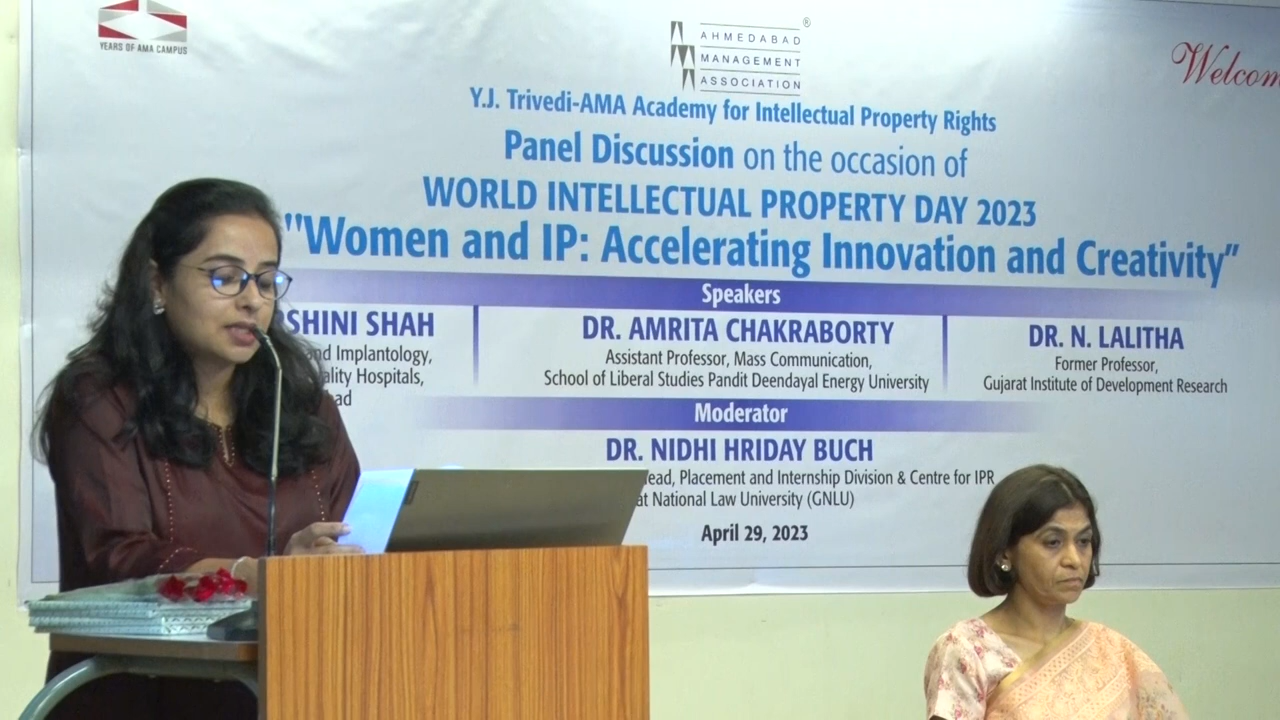 YEARS OF AMA CAMPUS
AHMEDABAD
MANAGEMENT
ASSOCIATION
®
Welcom
Y.J. Trivedi-AMA Academy for Intellectual Property Rights
Panel Discussion on the occasion of
WORLD INTELLECTUAL PROPERTY DAY 2023
"Women and IP: Accelerating Innovation and Creativity"
Speakers
RSHINI SHAH
and Implantology,
ality Hospitals,
bad
DR. AMRITA CHAKRABORTY
Assistant Professor, Mass Communication,
School of Liberal Studies Pandit Deendayal Energy University
DR. N. LALITHA
Former Professor,
Gujarat Institute of Development Research
Moderator
DR. NIDHI HRIDAY BUCH
Head, Placement and Internship Division & Centre for IPR
at National Law University (GNLU)
April 29, 2023